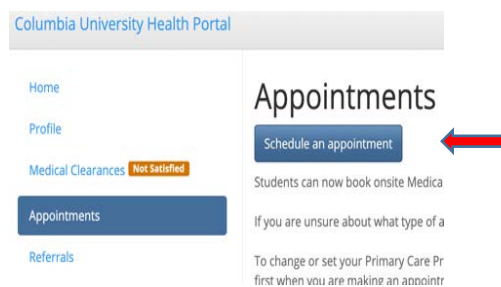 Columbia University Health Portal
Home
Profile
Medical Clearances Not Satisfied
Appointments
Referrals
Appointments
Schedule an appointment
Students can now book onsite Medica
If you are unsure about what type of a
To change or set your Primary Care Pr
first when you are making an appointr